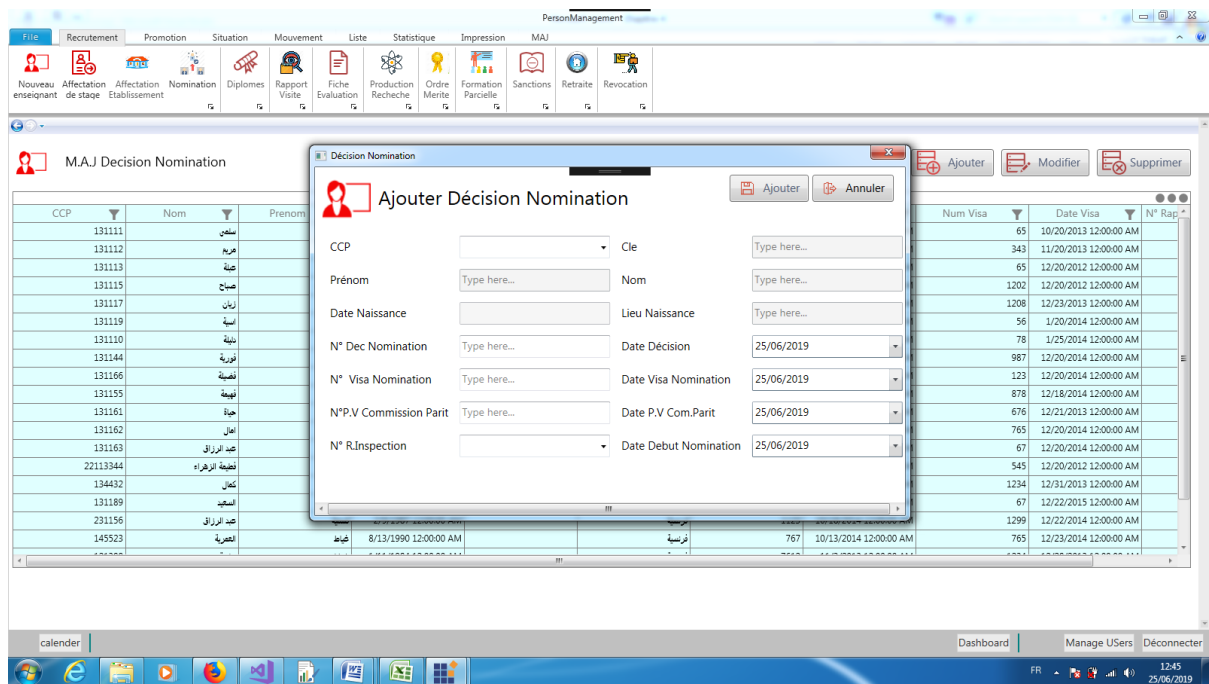 PersonManagement
File Recrutement Promotion Situation Mouvement Liste Statistique Impression MAJ
Nouveau enseignant
Affectation de stage
Affectation Etablissement
Nomination
Diplomes
Rapport Visite
Fiche Evaluation
Production Recheche
Ordre Merite
Formation Parcielle
Sanctions
Retraite
Revocation
M.A.J Decision Nomination
Ajouter Modifier Supprimer
Décision Nomination
Ajouter Décision Nomination
Ajouter Annuler
CCP Cle Type here...
Prénom Type here... Nom Type here...
Date Naissance Lieu Naissance Type here...
N° Dec Nomination Type here... Date Décision 25/06/2019
N° Visa Nomination Type here... Date Visa Nomination 25/06/2019
N°P.V Commission Parit Type here... Date P.V Com.Parit 25/06/2019
N° R.Inspection Date Debut Nomination 25/06/2019
CCP Nom Prenom Num Visa Date Visa N° Rap
131111 سلمى 65 10/20/2013 12:00:00 AM
131112 مريم 343 11/20/2013 12:00:00 AM
131113 65 12/20/2012 12:00:00 AM
131115 صباح 1202 12/20/2012 12:00:00 AM
131117 زيان 1208 12/23/2013 12:00:00 AM
131119 اسية 56 1/20/2014 12:00:00 AM
131110 دليلة 78 1/25/2014 12:00:00 AM
131144 فورية 987 12/20/2014 12:00:00 AM
131166 فضيلة 123 12/20/2014 12:00:00 AM
131155 فهيمة 878 12/18/2014 12:00:00 AM
131161 حياة 676 12/21/2013 12:00:00 AM
131162 امال 765 12/20/2014 12:00:00 AM
131163 عبد الرزاق 67 12/20/2014 12:00:00 AM
22113344 فطيمة الزهراء 545 12/20/2012 12:00:00 AM
134432 كمال 1234 12/31/2013 12:00:00 AM
131189 السعيد 67 12/22/2015 12:00:00 AM
231156 عبد الرزاق 1299 12/22/2014 12:00:00 AM
145523 العمرية غياط 8/13/1990 12:00:00 AM فرنسية 767 10/13/2014 12:00:00 AM 765 12/23/2014 12:00:00 AM
calender Dashboard Manage USers Déconnecter
FR 12:45
25/06/2019